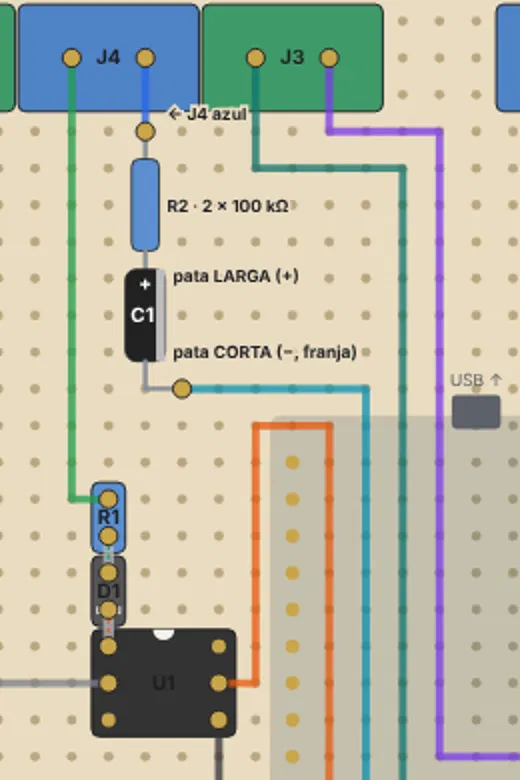 J4
J3
← J4 azul
R2 · 2 × 100 kΩ
pata LARGA (+)
+
C1
pata CORTA (−, franja)
USB ↑
R1
D1
U1